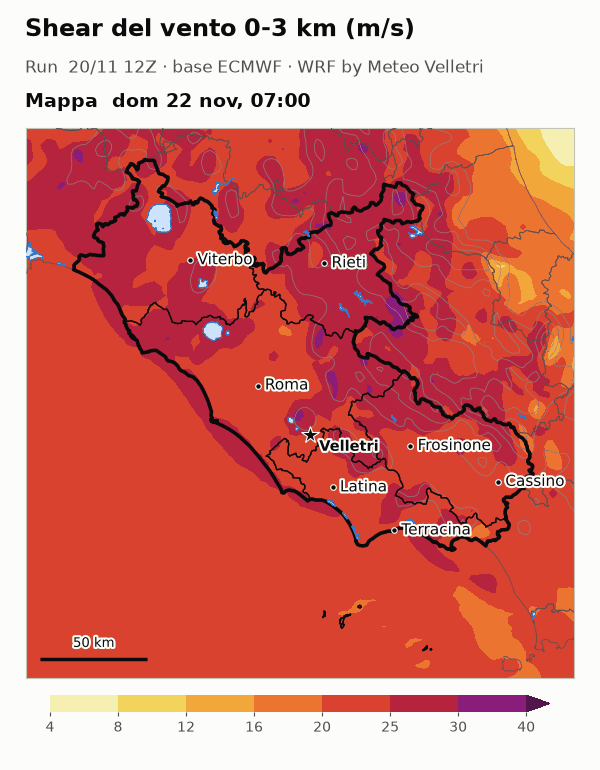 Shear del vento 0-3 km (m/s)
Run  20/11 12Z · base ECMWF · WRF by Meteo Velletri
Mappa  dom 22 nov, 07:00
Viterbo
Rieti
Roma
Velletri
Frosinone
Cassino
Latina
Terracina
50 km
4 8 12 16 20 25 30 40